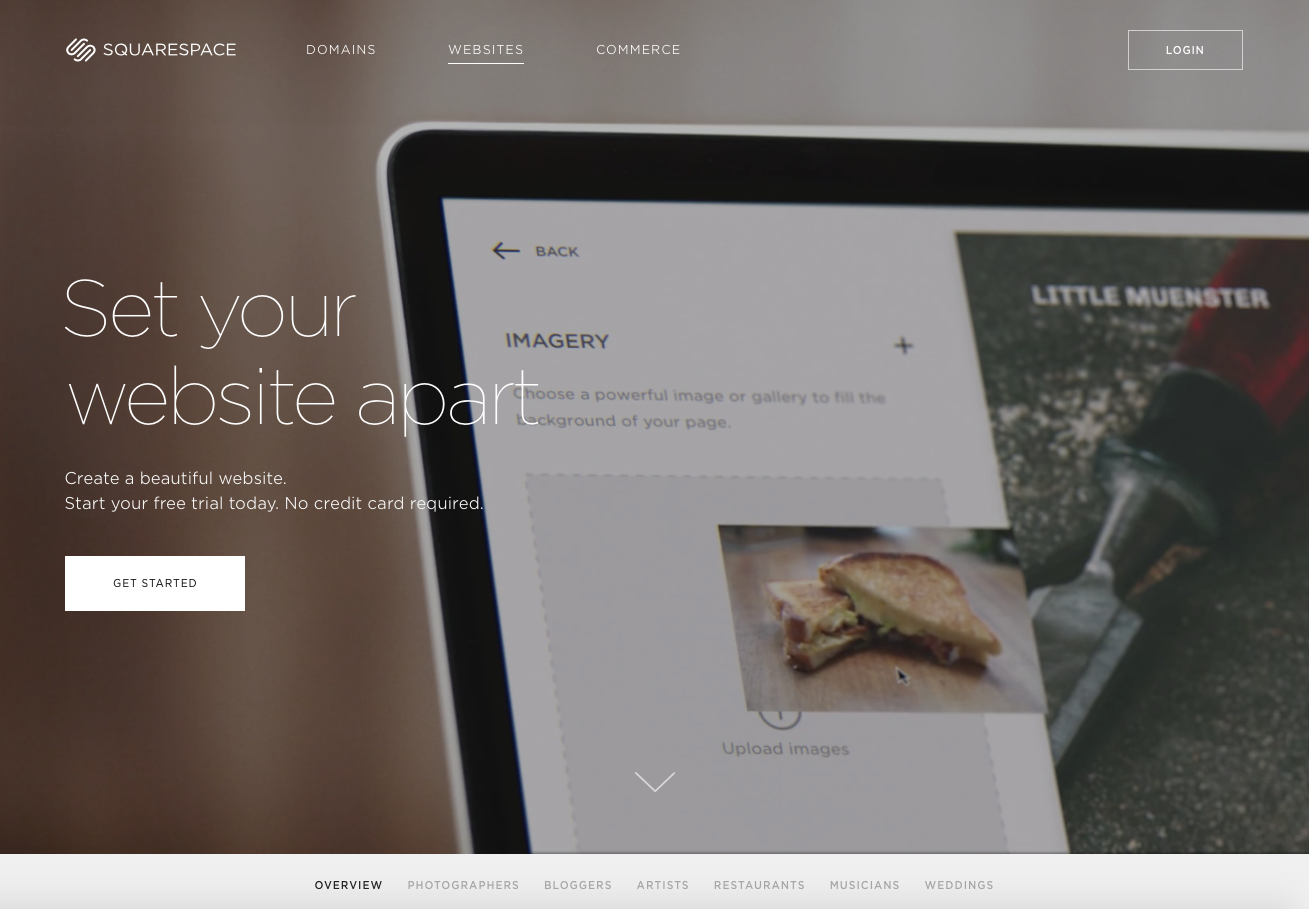 SQUARESPACE
DOMAINS
WEBSITES
COMMERCE
LOGIN
BACK
LITTLE MUENSTER
IMAGERY
Choose a powerful image or gallery to fill the
background of your page.
Set your
website apart
Create a beautiful website.
Start your free trial today. No credit card required.
GET STARTED
Upload images
OVERVIEW
PHOTOGRAPHERS
BLOGGERS
ARTISTS
RESTAURANTS
MUSICIANS
WEDDINGS